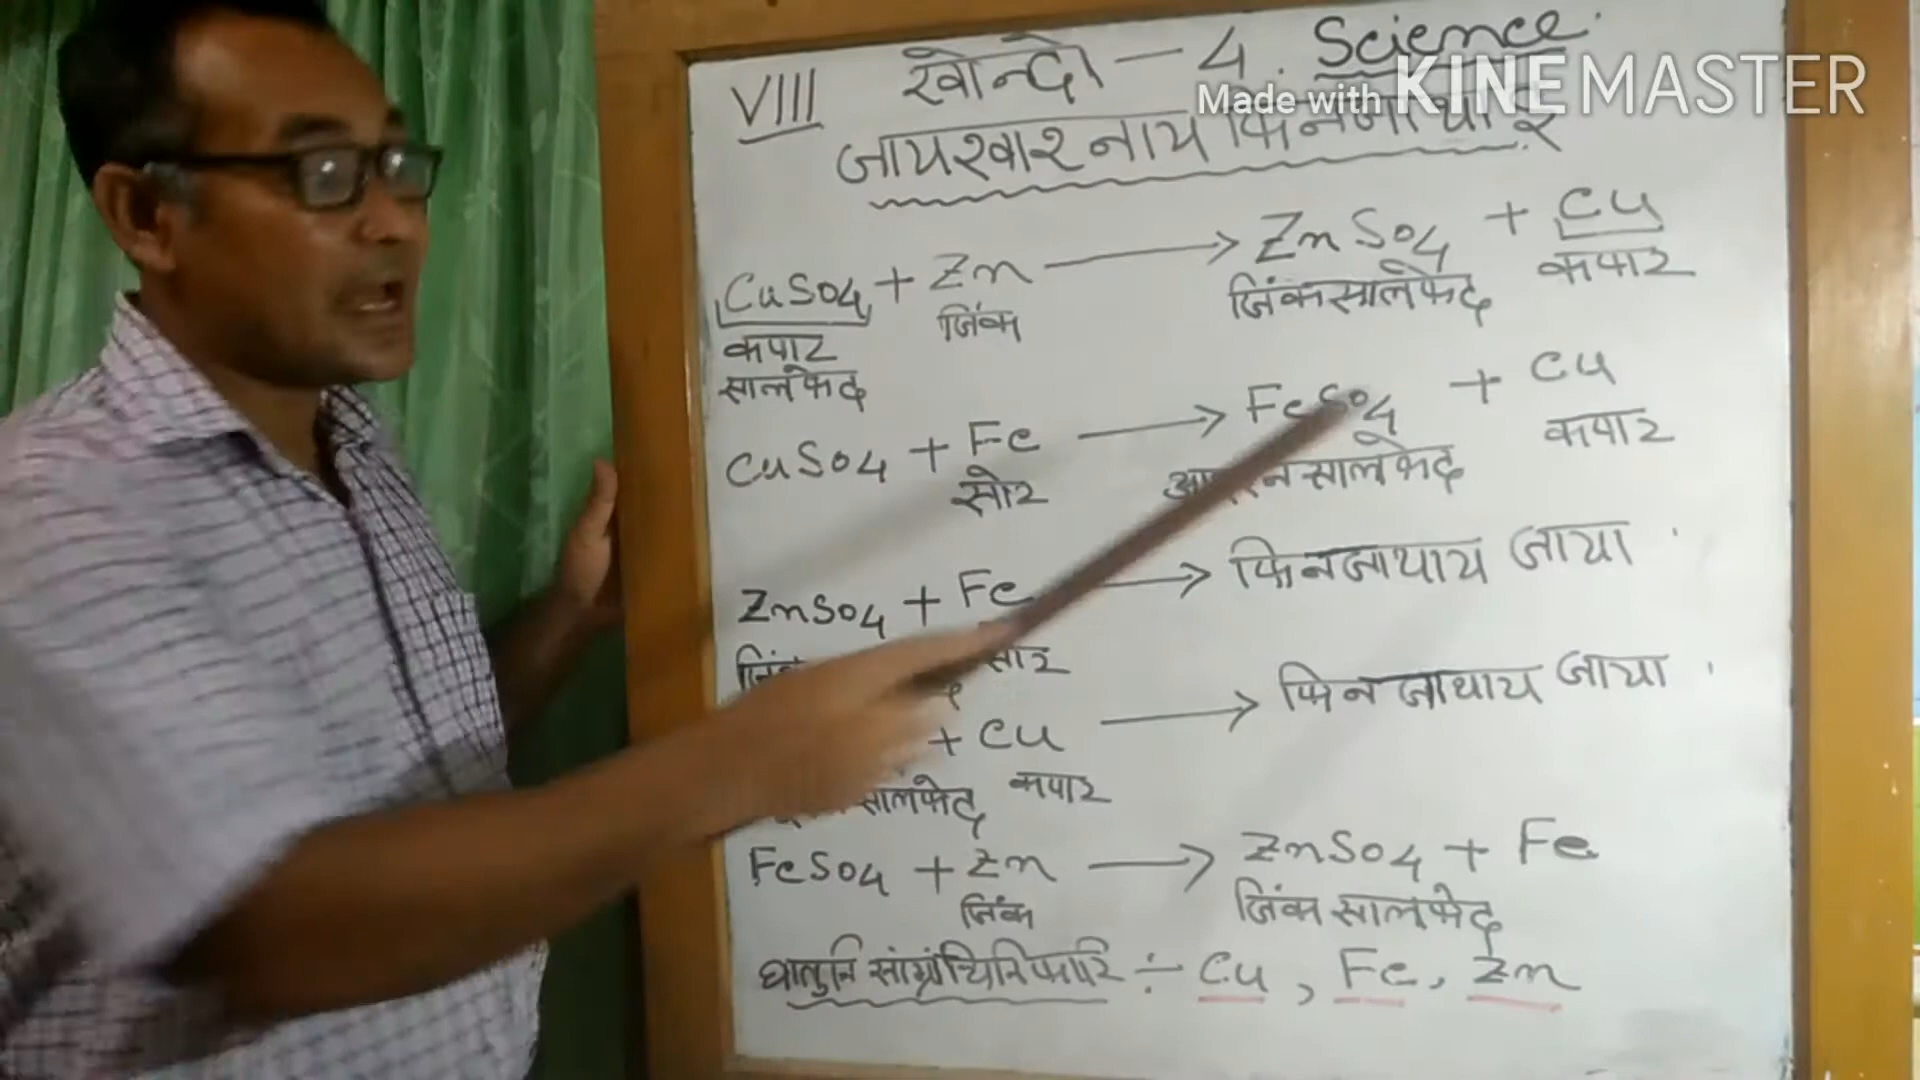 VIII खोन्दो — 4. Science.
Made with KINEMASTER
CuSO4 + Zn → ZnSO4 + Cu
जिंक जिंक सालफेद कपार
कपार
सालफेद
CuSO4 + Fe → FeSO4 + Cu
सोर सालफेद कपार
ZnSO4 + Fe → फिनजाथाय जाया.
सोर
+ Cu → फिनजाथाय जाया.
सालफेद कपार
FeSO4 + Zn → ZnSO4 + Fe
जिंक जिंक सालफेद
धातुनि ÷ Cu, Fe, Zn